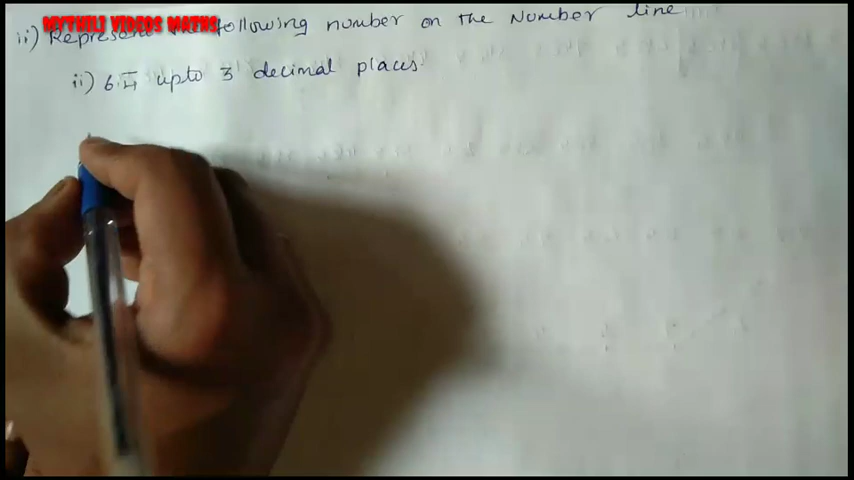 MYTHILI VIDEOS MATHS
ii) Represent the following number on the Number line
ii) 6.4̅ upto 3 decimal places.